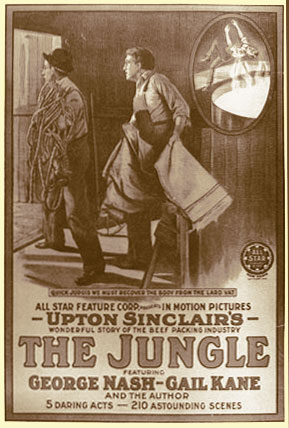 ALL STAR
"QUICK JURGIS WE MUST RECOVER THE BODY FROM THE LARD VAT"
ALL STAR FEATURE CORP. PRESENTS IN MOTION PICTURES
— UPTON SINCLAIR'S —
WONDERFUL STORY OF THE BEEF PACKING INDUSTRY
THE JUNGLE
FEATURING
GEORGE NASH — GAIL KANE
AND THE AUTHOR
5 DARING ACTS — 210 ASTOUNDING SCENES